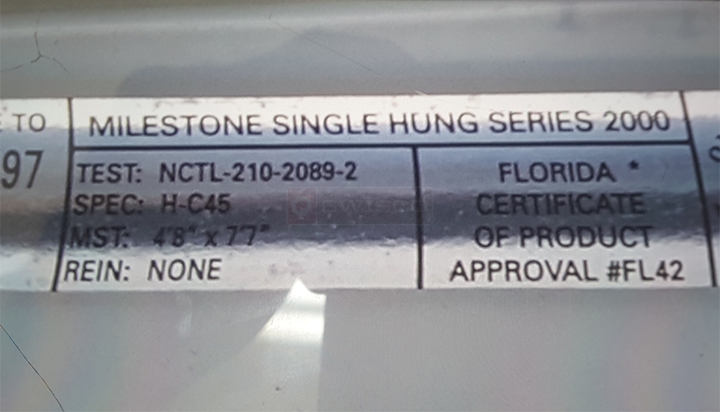 E TO
97
MILESTONE SINGLE HUNG SERIES 2000
TEST: NCTL-210-2089-2
SPEC: H-C45
MST: 4'8" x 7'7"
REIN: NONE
FLORIDA *
CERTIFICATE
OF PRODUCT
APPROVAL #FL42